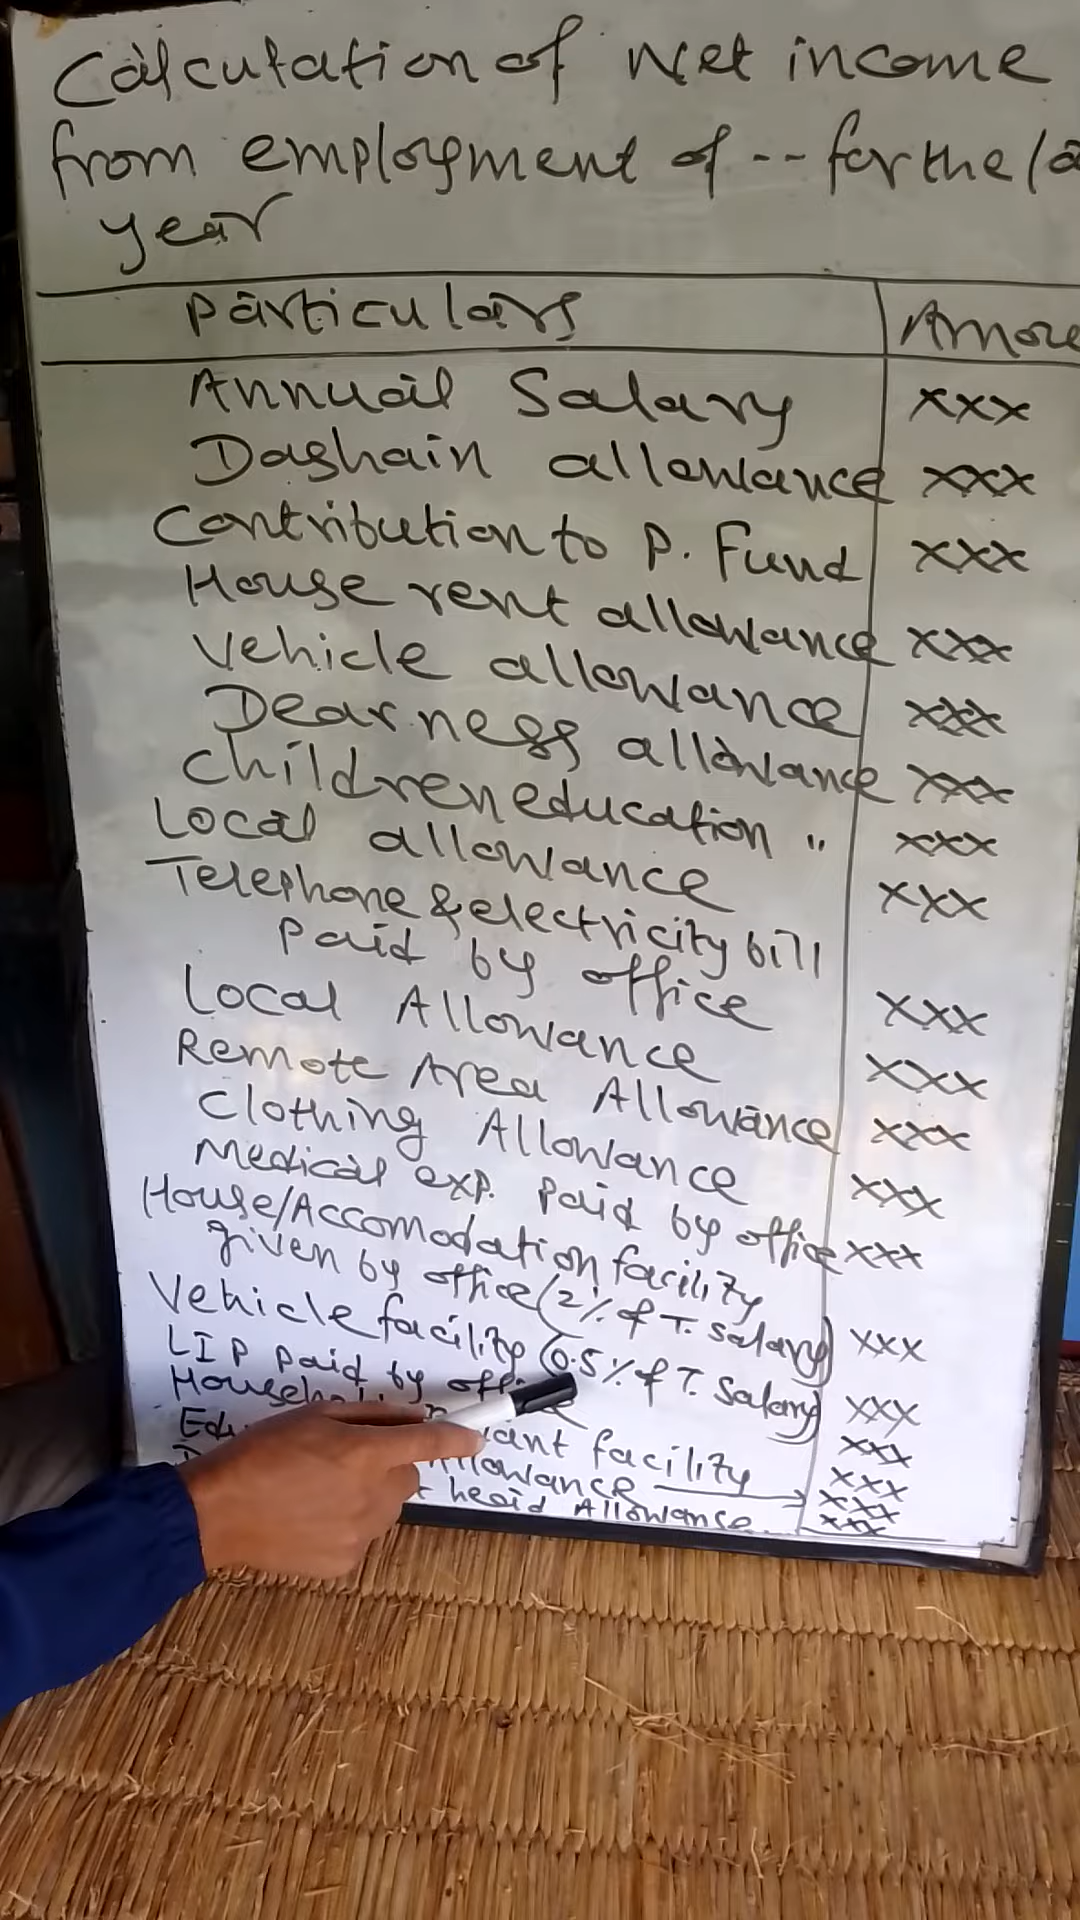 Calculation of Net income
from employment of -- for the
year
Particulars
Annual Salary xxx
Dashain allowance xxx
Contribution to P. Fund xxx
House rent allowance xxx
Vehicle allowance xxx
Dearness allowance xxx
Children education " xxx
Local allowance xxx
Telephone & electricity bill
paid by office xxx
Local Allowance xxx
Remote Area Allowance xxx
Clothing Allowance xxx
Medical exp. paid by office xxx
House/Accomodation facility
given by office (2% of T. salary) xxx
Vehicle facility (0.5% of T. Salary) xxx
LIP paid by xxx
facility xxx
Allowance xxx
head Allowance xxx